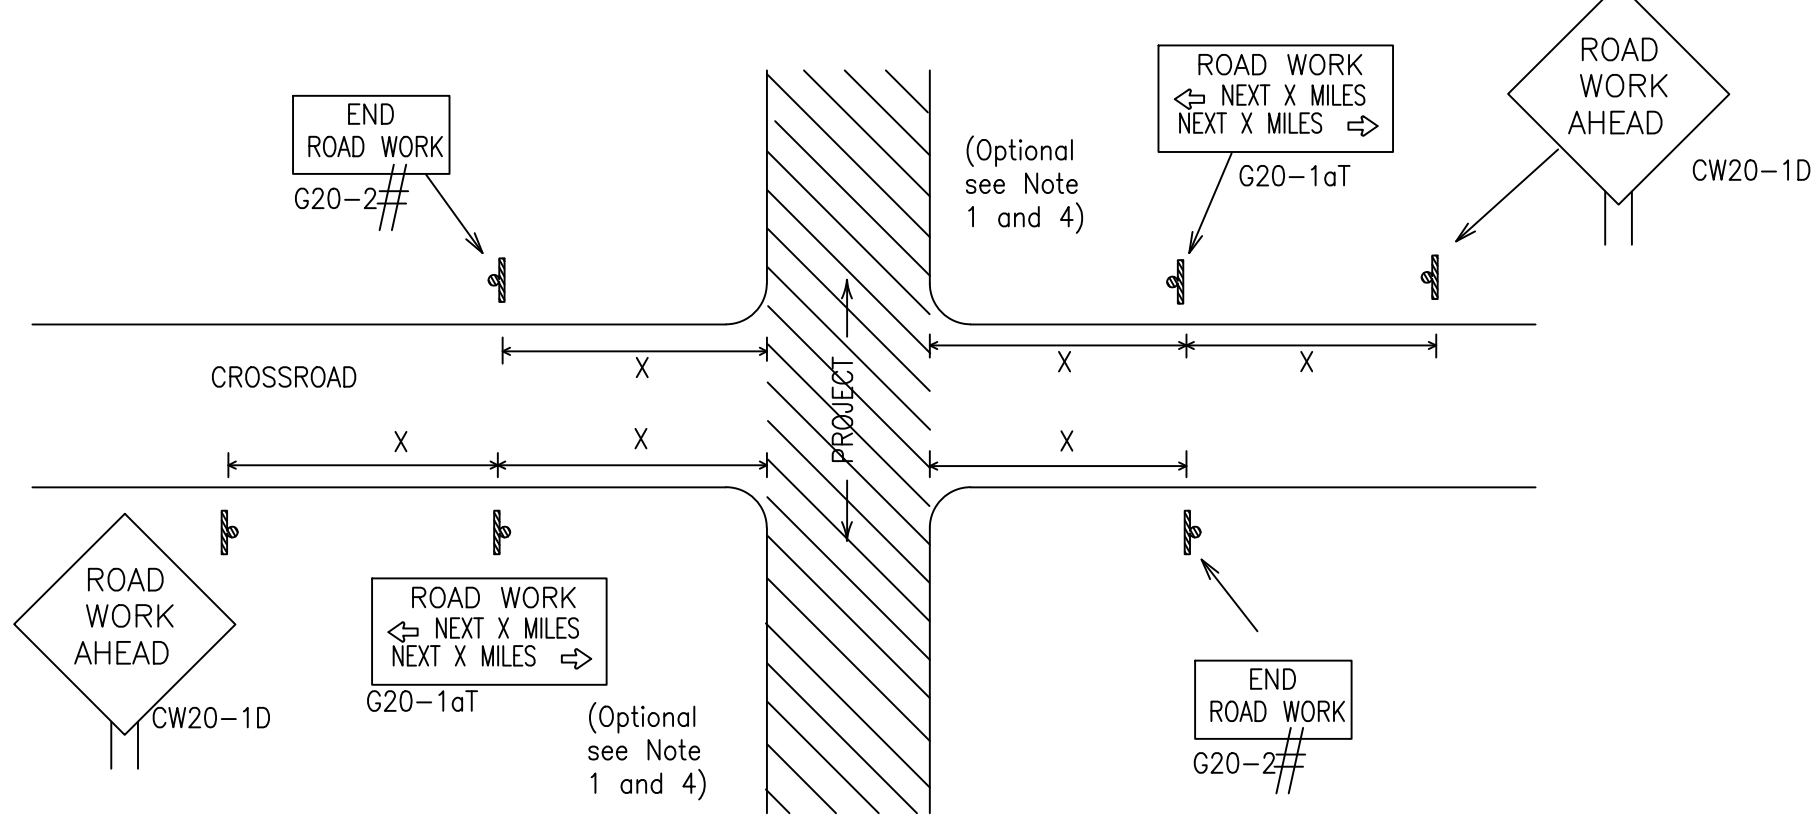 END
ROAD WORK
G20-2#
(Optional
see Note
1 and 4)
ROAD WORK
⇦ NEXT X MILES
NEXT X MILES ⇨
G20-1aT
ROAD
WORK
AHEAD
CW20-1D
CROSSROAD
X
X
X
PROJECT
X
X
X
ROAD
WORK
AHEAD
CW20-1D
ROAD WORK
⇦ NEXT X MILES
NEXT X MILES ⇨
G20-1aT
(Optional
see Note
1 and 4)
END
ROAD WORK
G20-2#